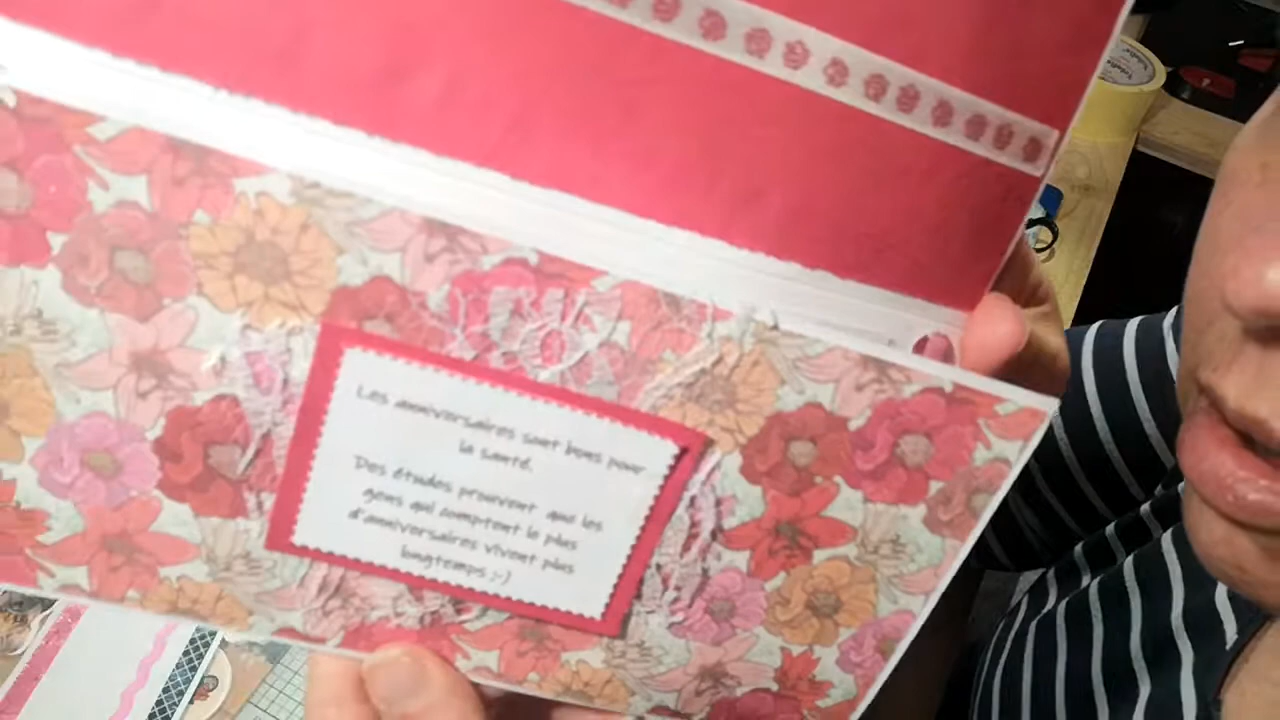 Les anniversaires sont bons pour
la santé.
Des études prouvent que les
gens qui comptent le plus
d'anniversaires vivent plus
longtemps ;-)